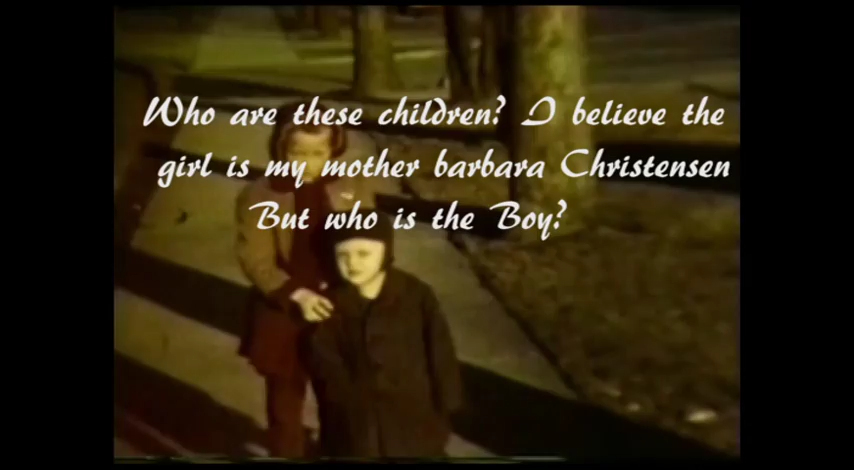 Who are these children? I believe the
girl is my mother barbara Christensen
But who is the Boy?